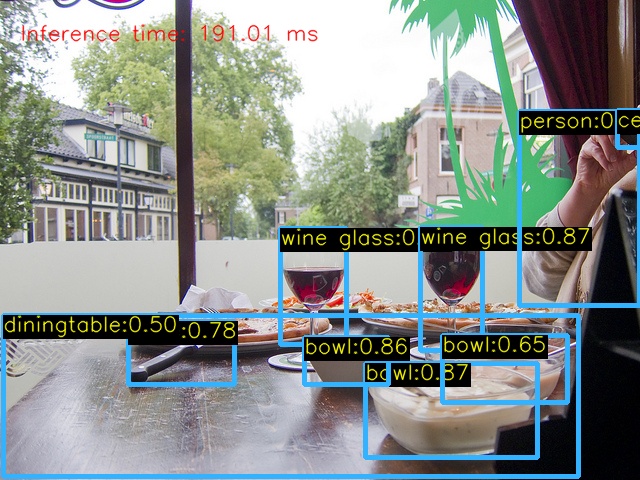 Inference time: 191.01 ms
person:0
ce
wine glass:0
wine glass:0.87
diningtable:0.50
:0.78
bowl:0.86
bowl:0.65
bowl:0.87